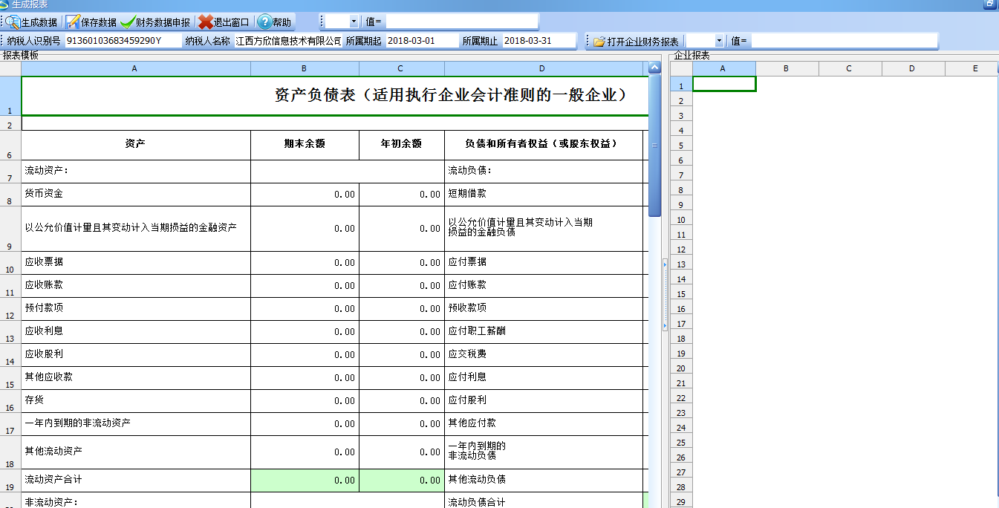 生成报表
生成数据 保存数据 财务数据申报 退出窗口 帮助 值=
纳税人识别号 91360103683459290Y 纳税人名称 江西方欣信息技术有限公司 所属期起 2018-03-01 所属期止 2018-03-31 打开企业财务报表 值=
报表模板 企业报表
A B C D A B C D E
1 资产负债表（适用执行企业会计准则的一般企业）
2
6 资产 期末余额 年初余额 负债和所有者权益（或股东权益）
7 流动资产： 流动负债：
8 货币资金 0.00 0.00 短期借款
9 以公允价值计量且其变动计入当期损益的金融资产 0.00 0.00 以公允价值计量且其变动计入当期
损益的金融负债
10 应收票据 0.00 0.00 应付票据
11 应收账款 0.00 0.00 应付账款
12 预付款项 0.00 0.00 预收款项
13 应收利息 0.00 0.00 应付职工薪酬
14 应收股利 0.00 0.00 应交税费
15 其他应收款 0.00 0.00 应付利息
16 存货 0.00 0.00 应付股利
17 一年内到期的非流动资产 0.00 0.00 其他应付款
18 其他流动资产 0.00 0.00 一年内到期的
非流动负债
19 流动资产合计 0.00 0.00 其他流动负债
非流动资产： 流动负债合计
1
2
3
4
5
6
7
8
9
10
11
12
13
14
15
16
17
18
19
20
21
22
23
24
25
26
27
28
29